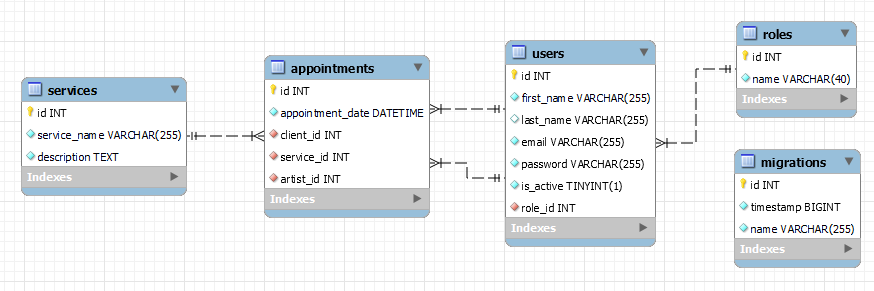 services
id INT
service_name VARCHAR(255)
description TEXT
Indexes
appointments
id INT
appointment_date DATETIME
client_id INT
service_id INT
artist_id INT
Indexes
users
id INT
first_name VARCHAR(255)
last_name VARCHAR(255)
email VARCHAR(255)
password VARCHAR(255)
is_active TINYINT(1)
role_id INT
Indexes
roles
id INT
name VARCHAR(40)
Indexes
migrations
id INT
timestamp BIGINT
name VARCHAR(255)
Indexes